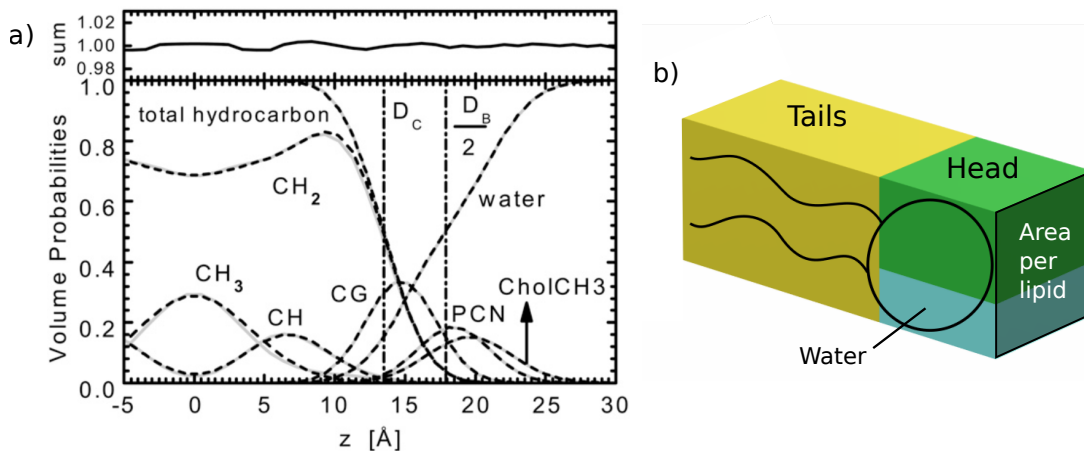 a)
1.02
1.00
0.98
sum
1.0
0.8
0.6
0.4
0.2
0.0
Volume Probabilities
total hydrocarbon
D_C
D_B
2
CH_2
water
CH_3
CH
CG
PCN
CholCH3
-5 0 5 10 15 20 25 30
z [Å]
b)
Tails
Head
Area
per
lipid
Water